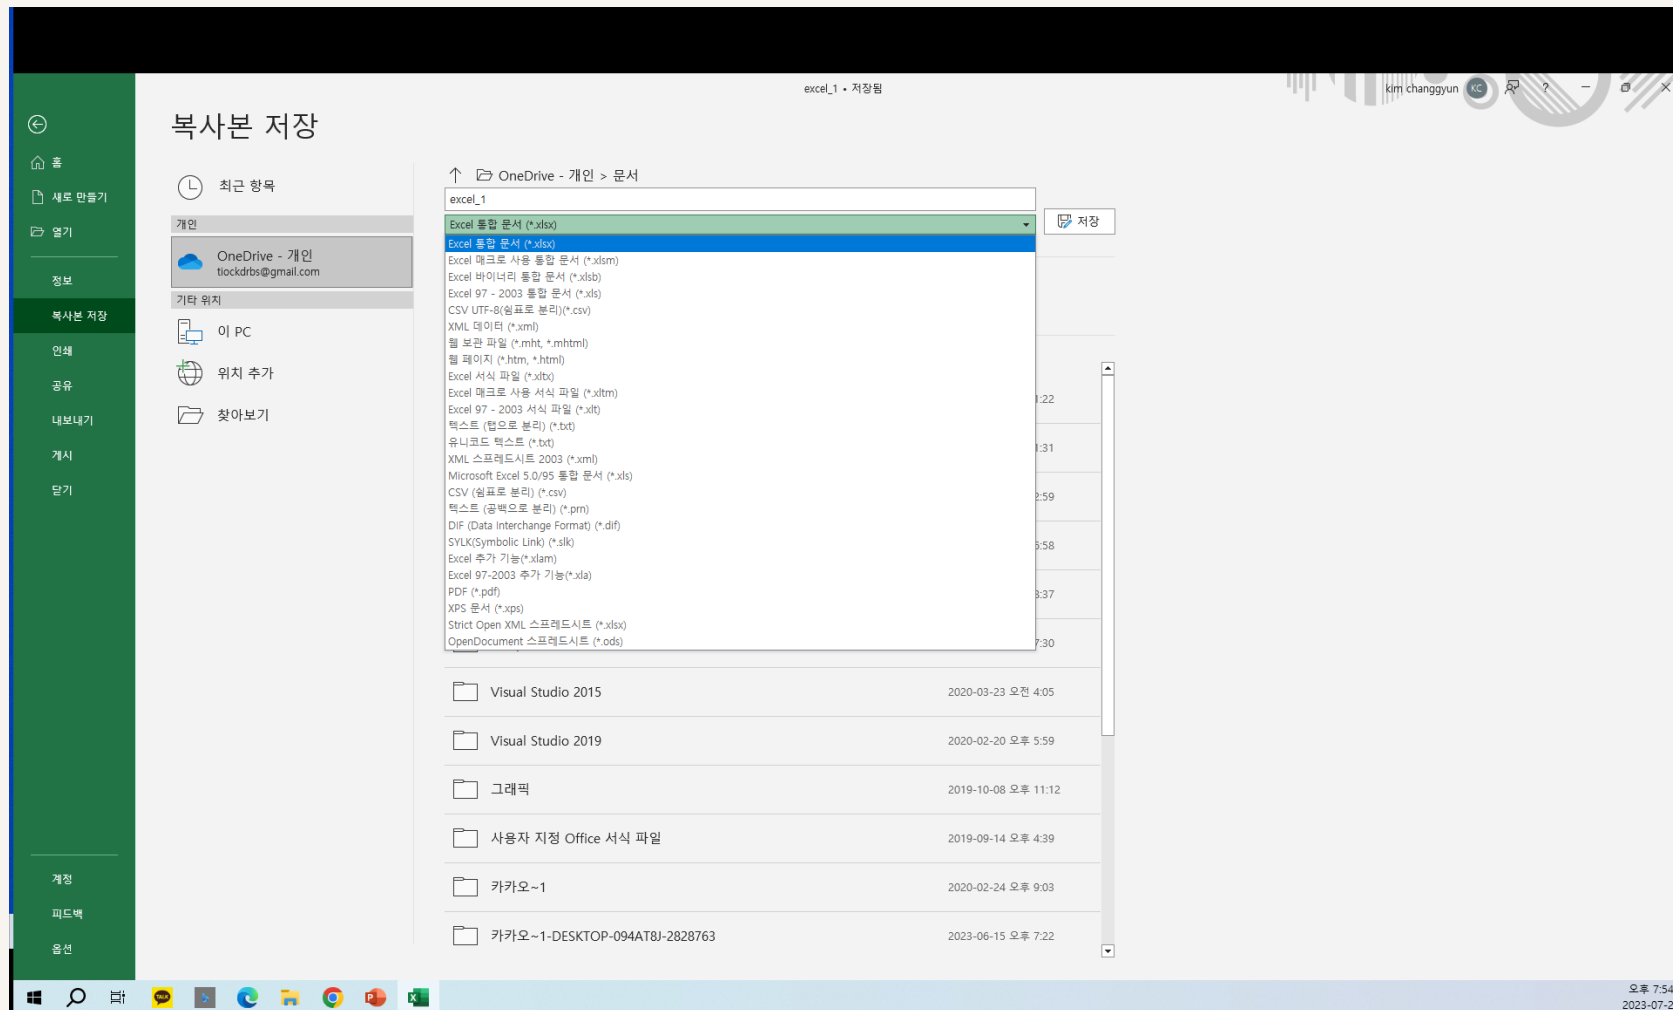 excel_1 • 저장됨
kim changgyun KC ?
복사본 저장
홈
새로 만들기
열기
정보
복사본 저장
인쇄
공유
내보내기
게시
닫기
계정
피드백
옵션
최근 항목
개인
OneDrive - 개인
tiockdrbs@gmail.com
기타 위치
이 PC
위치 추가
찾아보기
OneDrive - 개인 > 문서
excel_1
Excel 통합 문서 (*.xlsx)
저장
Excel 통합 문서 (*.xlsx)
Excel 매크로 사용 통합 문서 (*.xlsm)
Excel 바이너리 통합 문서 (*.xlsb)
Excel 97 - 2003 통합 문서 (*.xls)
CSV UTF-8(쉼표로 분리)(*.csv)
XML 데이터 (*.xml)
웹 보관 파일 (*.mht, *.mhtml)
웹 페이지 (*.htm, *.html)
Excel 서식 파일 (*.xltx)
Excel 매크로 사용 서식 파일 (*.xltm)
Excel 97 - 2003 서식 파일 (*.xlt)
텍스트 (탭으로 분리) (*.txt)
유니코드 텍스트 (*.txt)
XML 스프레드시트 2003 (*.xml)
Microsoft Excel 5.0/95 통합 문서 (*.xls)
CSV (쉼표로 분리) (*.csv)
텍스트 (공백으로 분리) (*.prn)
DIF (Data Interchange Format) (*.dif)
SYLK(Symbolic Link) (*.slk)
Excel 추가 기능(*.xlam)
Excel 97-2003 추가 기능(*.xla)
PDF (*.pdf)
XPS 문서 (*.xps)
Strict Open XML 스프레드시트 (*.xlsx)
OpenDocument 스프레드시트 (*.ods)
:22
:31
:59
:58
:37
:30
Visual Studio 2015 2020-03-23 오전 4:05
Visual Studio 2019 2020-02-20 오후 5:59
그래픽 2019-10-08 오후 11:12
사용자 지정 Office 서식 파일 2019-09-14 오후 4:39
카카오~1 2020-02-24 오후 9:03
카카오~1-DESKTOP-094AT8J-2828763 2023-06-15 오후 7:22
TALK
오후 7:54
2023-07-2